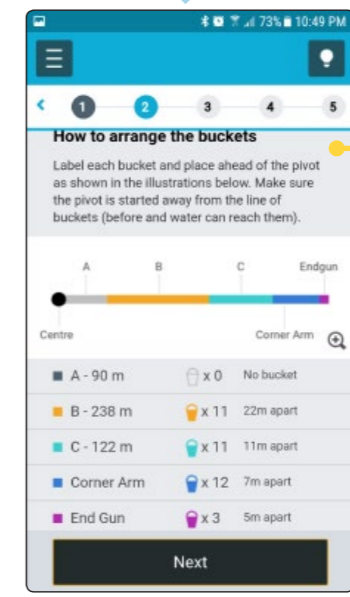 73% 10:49 PM
1 2 3 4 5
How to arrange the buckets
Label each bucket and place ahead of the pivot
as shown in the illustrations below. Make sure
the pivot is started away from the line of
buckets (before and water can reach them).
A B C Endgun
Centre Corner Arm
A - 90 m x 0 No bucket
B - 238 m x 11 22m apart
C - 122 m x 11 11m apart
Corner Arm x 12 7m apart
End Gun x 3 5m apart
Next